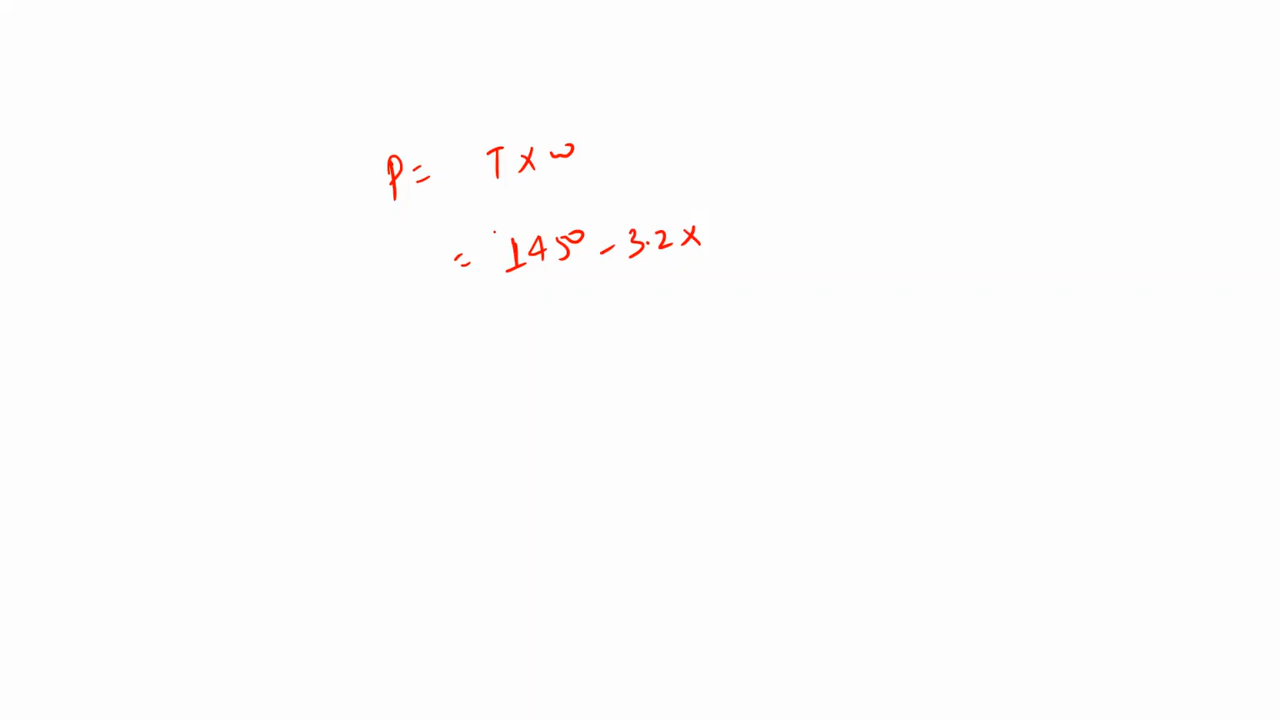 P = T × ω
= 1450 - 3.2 ×